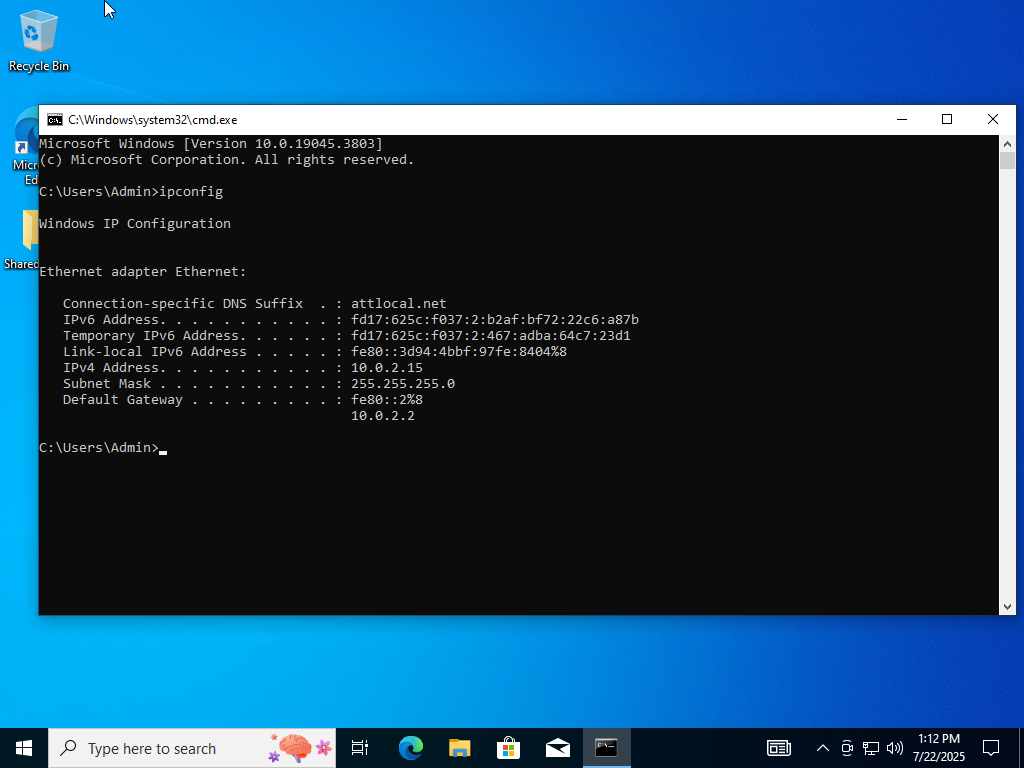 Recycle Bin
C:\Windows\system32\cmd.exe
Microsoft Windows [Version 10.0.19045.3803]
(c) Microsoft Corporation. All rights reserved.
C:\Users\Admin>ipconfig
Windows IP Configuration
Ethernet adapter Ethernet:
Connection-specific DNS Suffix  . : attlocal.net
IPv6 Address. . . . . . . . . . . : fd17:625c:f037:2:b2af:bf72:22c6:a87b
Temporary IPv6 Address. . . . . . : fd17:625c:f037:2:467:adba:64c7:23d1
Link-local IPv6 Address . . . . . : fe80::3d94:4bbf:97fe:8404%8
IPv4 Address. . . . . . . . . . . : 10.0.2.15
Subnet Mask . . . . . . . . . . . : 255.255.255.0
Default Gateway . . . . . . . . . : fe80::2%8
10.0.2.2
C:\Users\Admin>
Micr
Ed
Shared
Type here to search
1:12 PM
7/22/2025